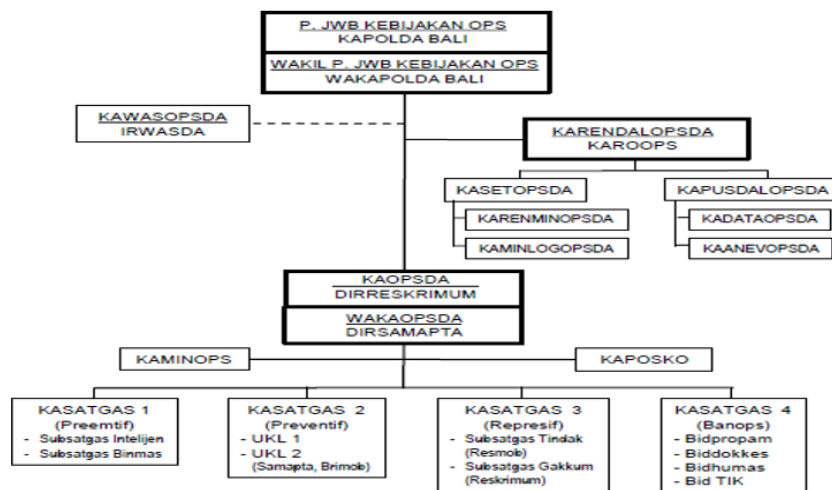 P. JWB KEBIJAKAN OPS
KAPOLDA BALI
WAKIL P. JWB KEBIJAKAN OPS
WAKAPOLDA BALI
KAWASOPSDA
IRWASDA
KARENDALOPSDA
KAROOPS
KASETOPSDA
KAPUSDALOPSDA
KARENMINOPSDA
KADATAOPSDA
KAMINLOGOPSDA
KAANEVOPSDA
KAOPSDA
DIRRESKRIMUM
WAKAOPSDA
DIRSAMAPTA
KAMINOPS
KAPOSKO
KASATGAS 1
(Preemtif)
- Subsatgas Intelijen
- Subsatgas Binmas
KASATGAS 2
(Preventif)
- UKL 1
- UKL 2
(Samapta, Brimob)
KASATGAS 3
(Represif)
- Subsatgas Tindak
(Resmob)
- Subsatgas Gakkum
(Reskrimum)
KASATGAS 4
(Banops)
- Bidpropam
- Biddokkes
- Bidhumas
- Bid TIK